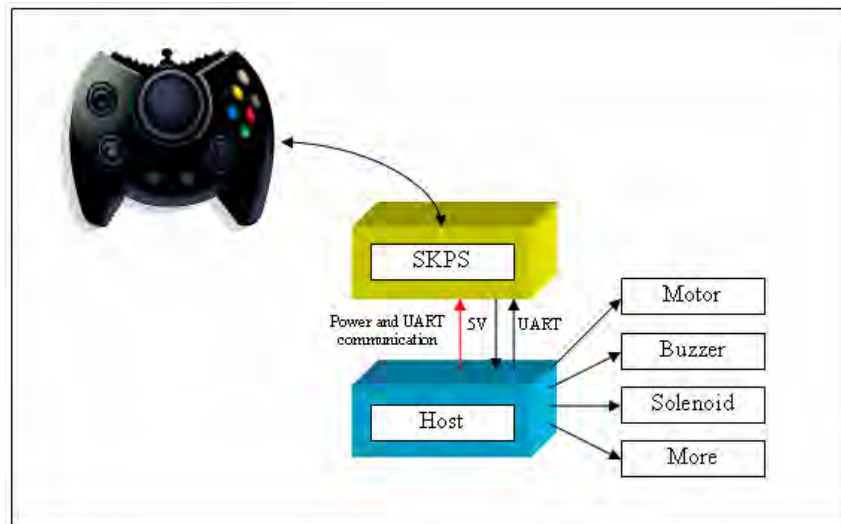 SKPS
Power and UART
communication
5V
UART
Motor
Buzzer
Solenoid
More
Host